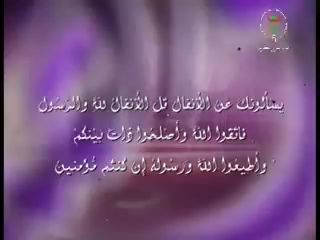 يسألونك عن الأنفال قل الأنفال لله والرسول
فاتقوا الله وأصلحوا ذات بينكم
وأطيعوا الله ورسوله إن كنتم مؤمنين